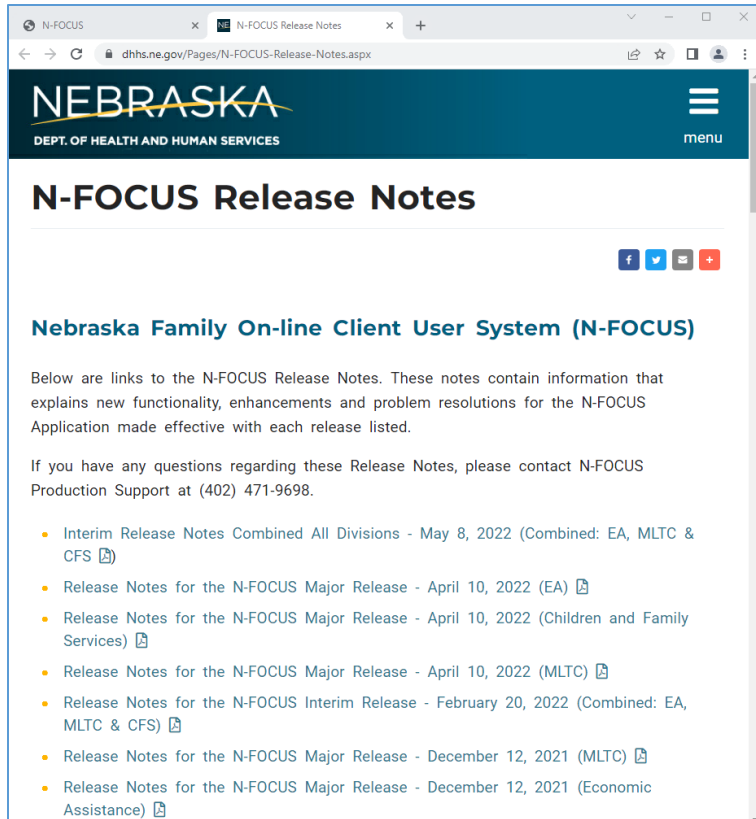 N-FOCUS
N-FOCUS Release Notes
dhhs.ne.gov/Pages/N-FOCUS-Release-Notes.aspx
NEBRASKA
DEPT. OF HEALTH AND HUMAN SERVICES
menu
N-FOCUS Release Notes
Nebraska Family On-line Client User System (N-FOCUS)
Below are links to the N-FOCUS Release Notes. These notes contain information that
explains new functionality, enhancements and problem resolutions for the N-FOCUS
Application made effective with each release listed.
If you have any questions regarding these Release Notes, please contact N-FOCUS
Production Support at (402) 471-9698.
Interim Release Notes Combined All Divisions - May 8, 2022 (Combined: EA, MLTC &
CFS )
Release Notes for the N-FOCUS Major Release - April 10, 2022 (EA)
Release Notes for the N-FOCUS Major Release - April 10, 2022 (Children and Family
Services)
Release Notes for the N-FOCUS Major Release - April 10, 2022 (MLTC)
Release Notes for the N-FOCUS Interim Release - February 20, 2022 (Combined: EA,
MLTC & CFS)
Release Notes for the N-FOCUS Major Release - December 12, 2021 (MLTC)
Release Notes for the N-FOCUS Major Release - December 12, 2021 (Economic
Assistance)